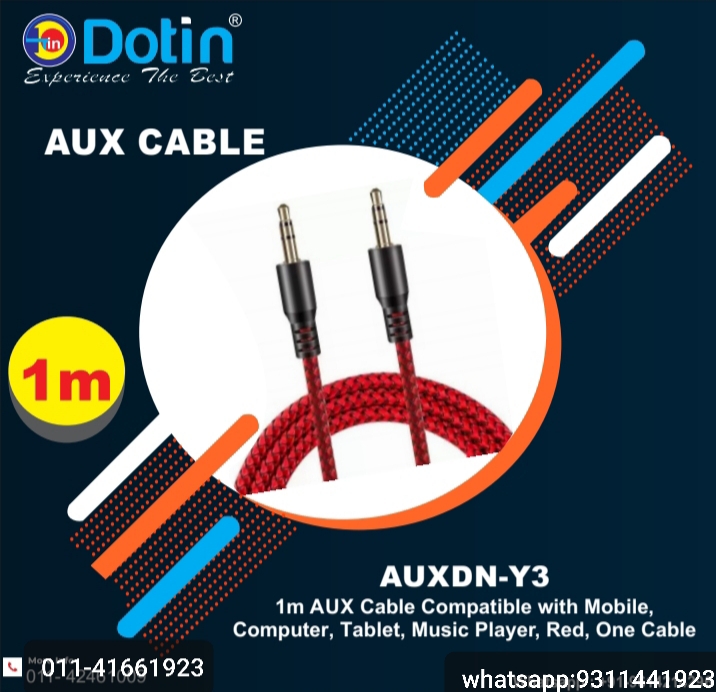 in Dotin®
Experience The Best
AUX CABLE
1m
AUXDN-Y3
1m AUX Cable Compatible with Mobile,
Computer, Tablet, Music Player, Red, One Cable
011-41661923
whatsapp:9311441923